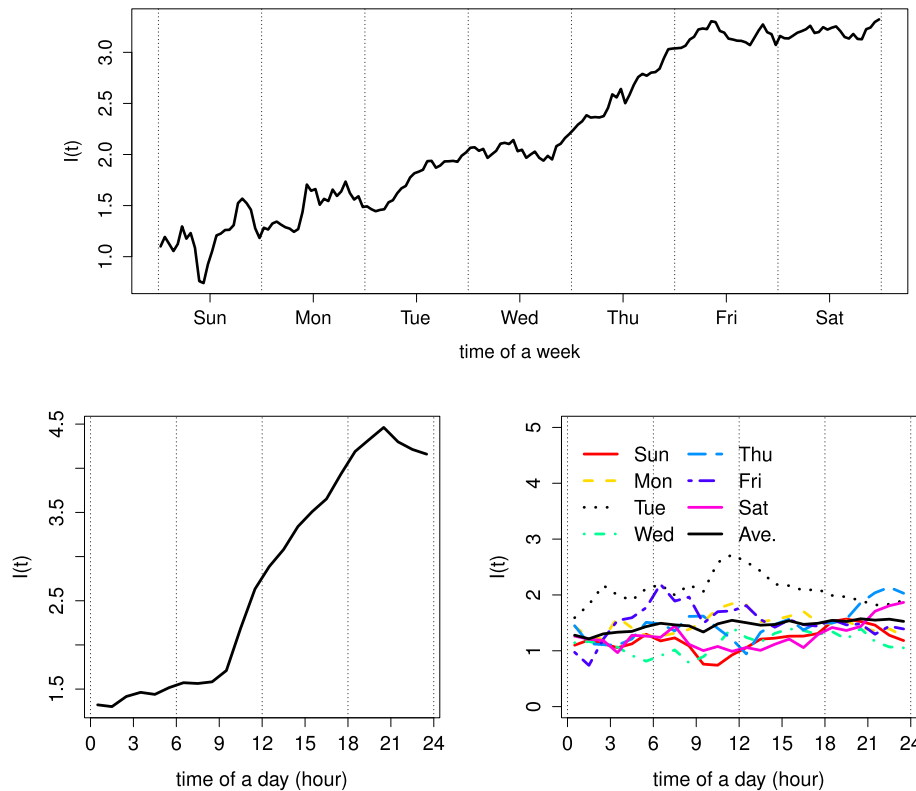 3.0
2.5
2.0
1.5
1.0
I(t)
Sun Mon Tue Wed Thu Fri Sat
time of a week
4.5
3.5
2.5
1.5
I(t)
0 3 6 9 12 15 18 21 24
time of a day (hour)
5
4
3
2
1
0
I(t)
Sun Thu
Mon Fri
Tue Sat
Wed Ave.
0 3 6 9 12 15 18 21 24
time of a day (hour)